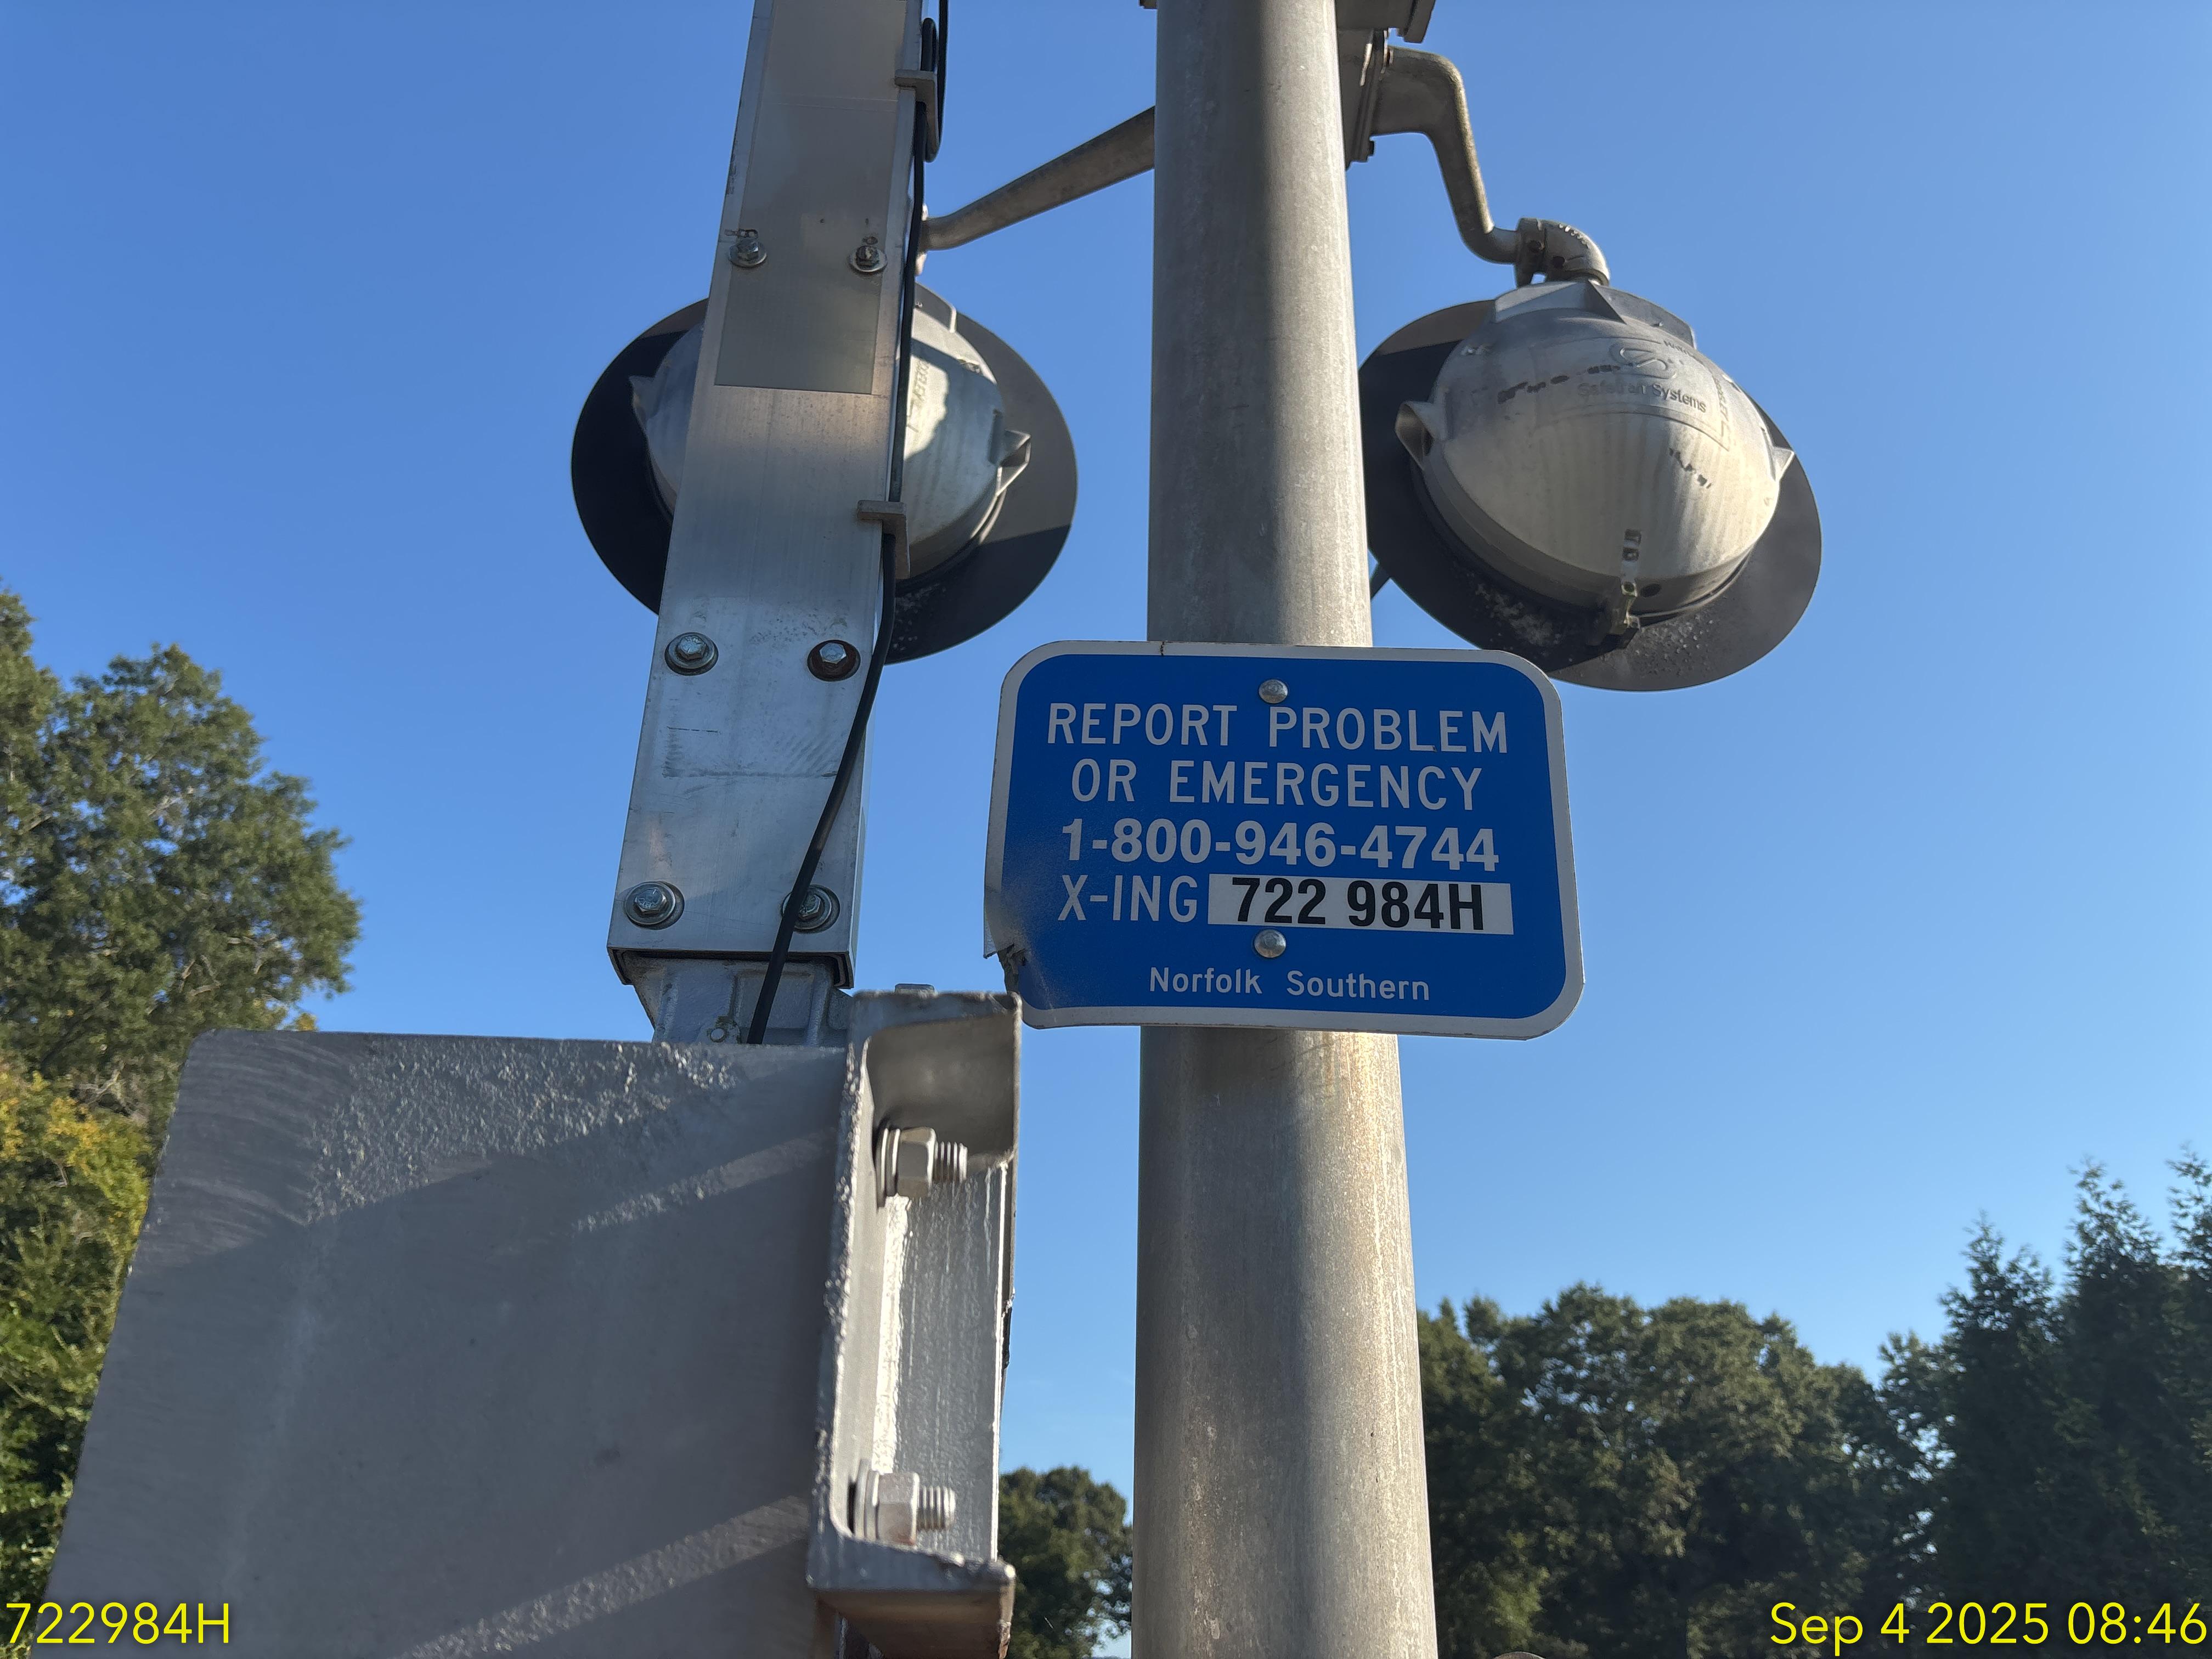 Safetran Systems
REPORT PROBLEM
OR EMERGENCY
1-800-946-4744
X-ING 722 984H
Norfolk Southern
722984H
Sep 4 2025 08:46